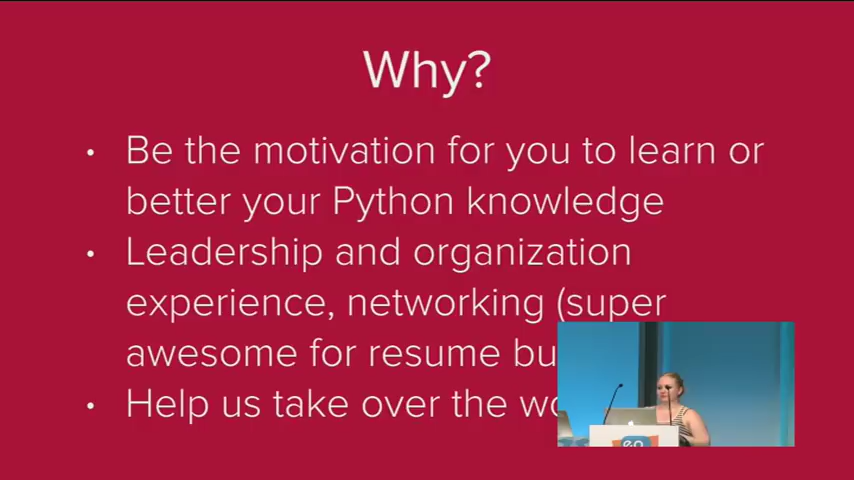 Why?
• Be the motivation for you to learn or
better your Python knowledge
• Leadership and organization
experience, networking (super
awesome for resume bu
• Help us take over the wo